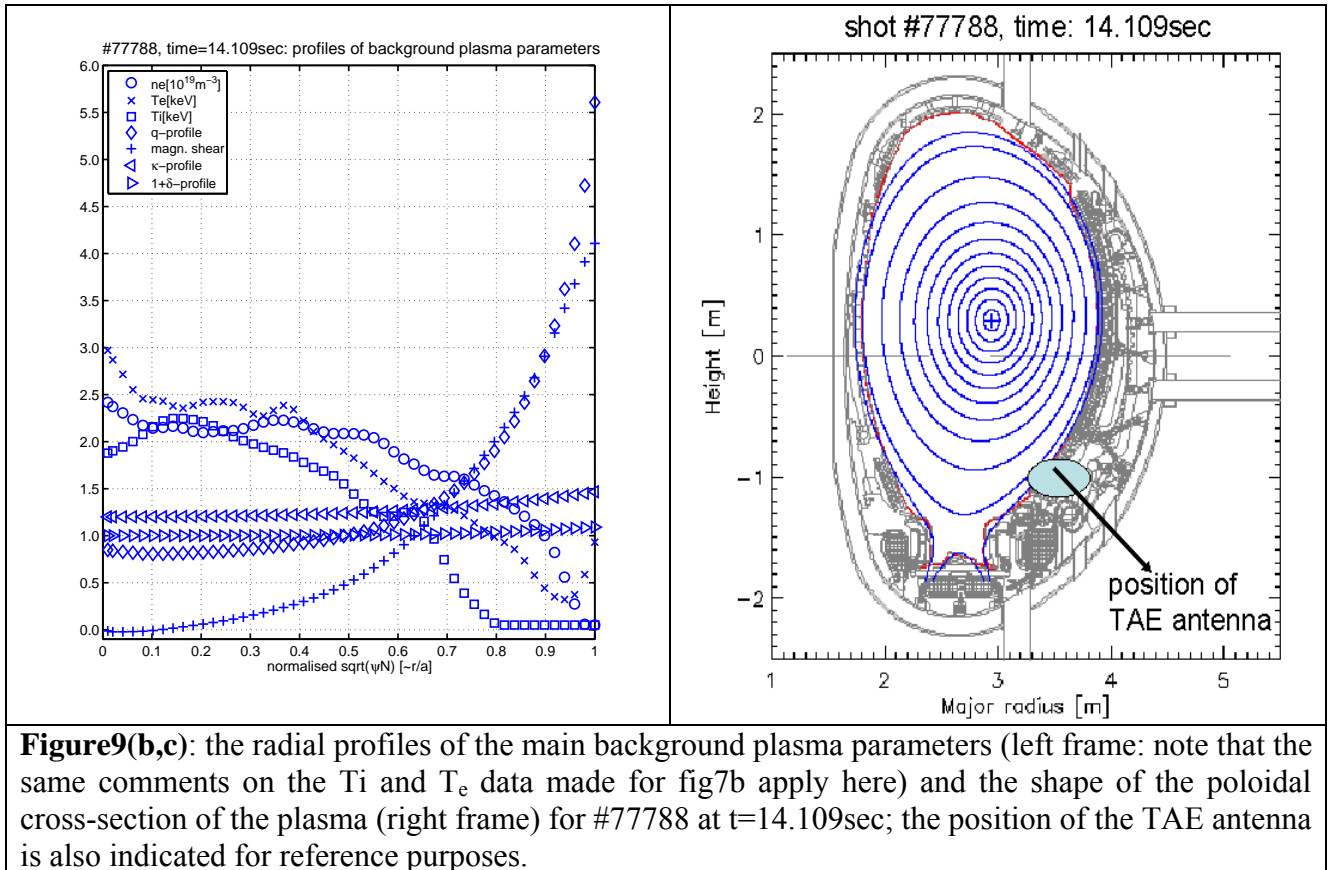 #77788, time=14.109sec: profiles of background plasma parameters
6.0
5.5
5.0
4.5
4.0
3.5
3.0
2.5
2.0
1.5
1.0
0.5
0.0
ne[10^19m^−3]
Te[keV]
Ti[keV]
q−profile
magn. shear
κ−profile
1+δ−profile
0 0.1 0.2 0.3 0.4 0.5 0.6 0.7 0.8 0.9 1
normalised sqrt(ψN) [~r/a]
shot #77788, time: 14.109sec
2
1
0
−1
−2
Height [m]
position of
TAE antenna
1 2 3 4 5
Major radius [m]
Figure9(b,c): the radial profiles of the main background plasma parameters (left frame: note that the
same comments on the Ti and Te data made for fig7b apply here) and the shape of the poloidal
cross-section of the plasma (right frame) for #77788 at t=14.109sec; the position of the TAE antenna
is also indicated for reference purposes.